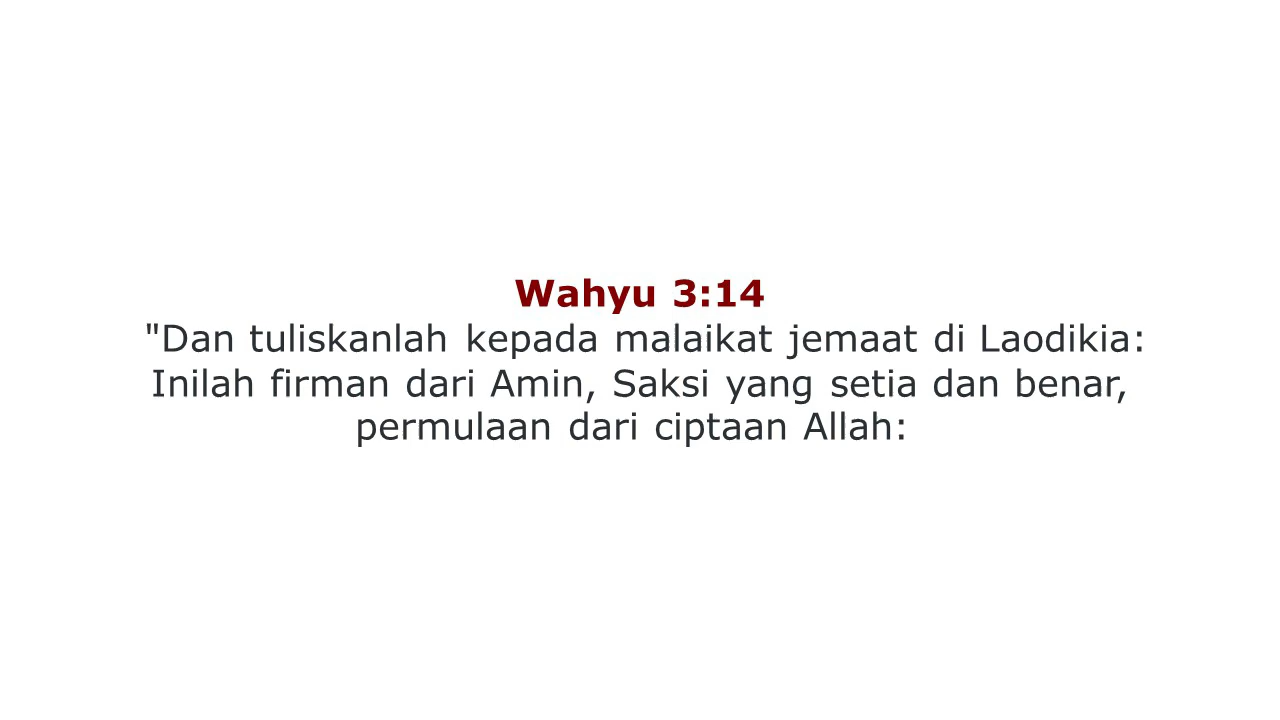 Wahyu 3:14
"Dan tuliskanlah kepada malaikat jemaat di Laodikia:
Inilah firman dari Amin, Saksi yang setia dan benar,
permulaan dari ciptaan Allah: